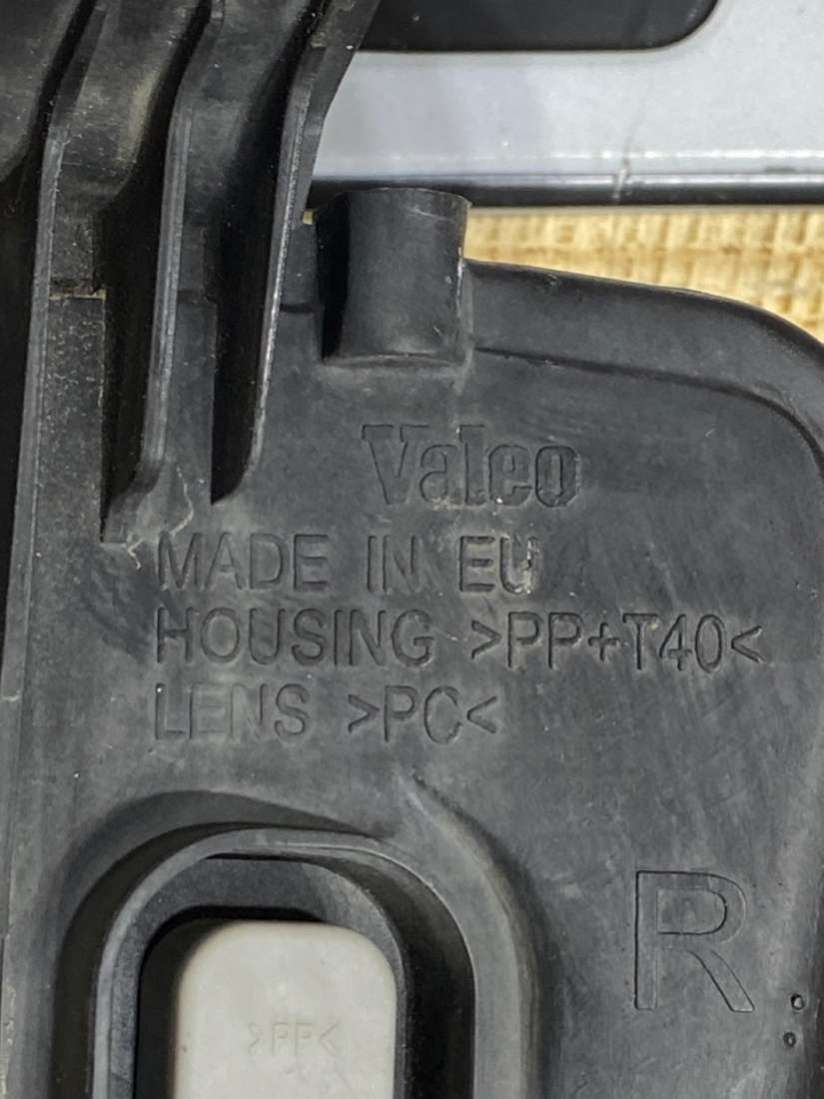 Valeo
MADE IN EU
HOUSING >PP+T40<
LENS >PC<
R
>PP<